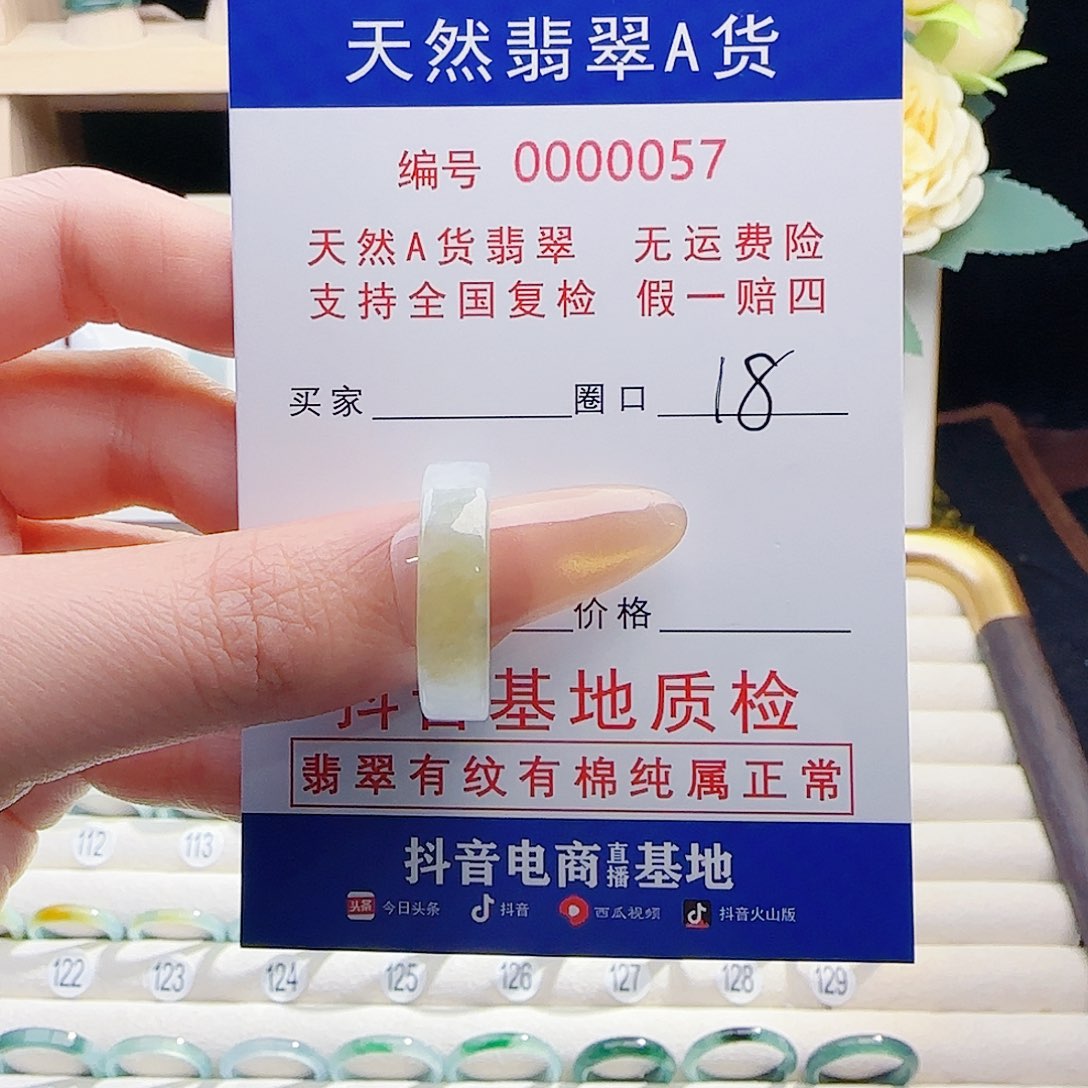 天然翡翠A货
编号 0000057
天然A货翡翠 无运费险
支持全国复检 假一赔四
买家 圈口 18
价格
抖音基地质检
翡翠有纹有棉纯属正常
抖音电商直播基地
头条 今日头条 抖音 西瓜视频 抖音火山版
112 113
122 123 124 125 126 127 128 129